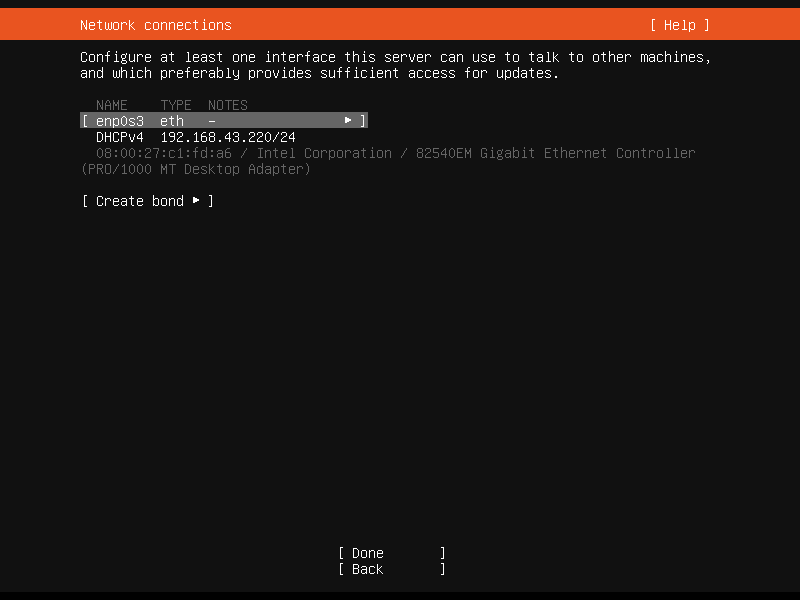 Network connections [ Help ]
Configure at least one interface this server can use to talk to other machines,
and which preferably provides sufficient access for updates.
NAME TYPE NOTES
[ enp0s3 eth – ▸ ]
DHCPv4 192.168.43.220/24
08:00:27:c1:fd:a6 / Intel Corporation / 82540EM Gigabit Ethernet Controller
(PRO/1000 MT Desktop Adapter)
[ Create bond ▸ ]
[ Done ]
[ Back ]